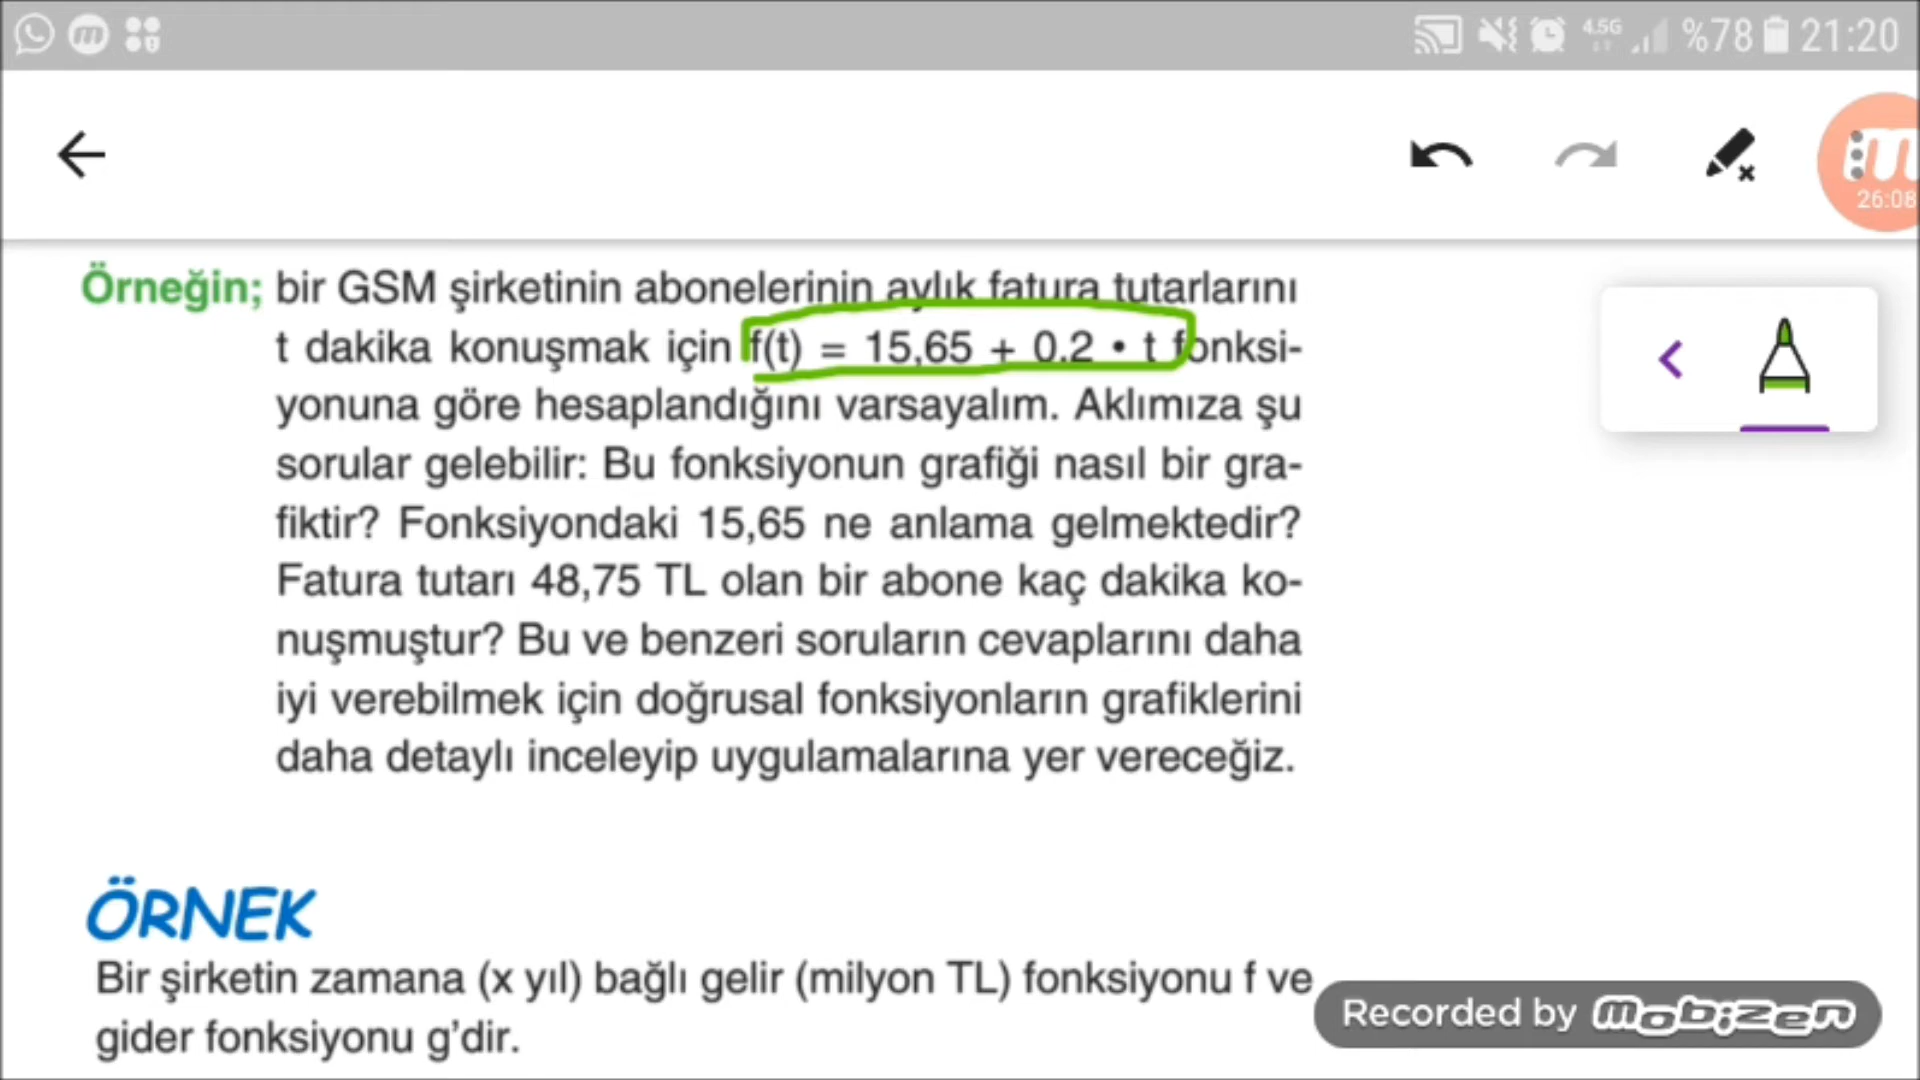 4.5G %78 21:20
26:08
Örneğin; bir GSM şirketinin abonelerinin aylık fatura tutarlarını
t dakika konuşmak için f(t) = 15,65 + 0.2 • t fonksi-
yonuna göre hesaplandığını varsayalım. Aklımıza şu
sorular gelebilir: Bu fonksiyonun grafiği nasıl bir gra-
fiktir? Fonksiyondaki 15,65 ne anlama gelmektedir?
Fatura tutarı 48,75 TL olan bir abone kaç dakika ko-
nuşmuştur? Bu ve benzeri soruların cevaplarını daha
iyi verebilmek için doğrusal fonksiyonların grafiklerini
daha detaylı inceleyip uygulamalarına yer vereceğiz.
ÖRNEK
Bir şirketin zamana (x yıl) bağlı gelir (milyon TL) fonksiyonu f ve
gider fonksiyonu g’dir.
Recorded by mobizen